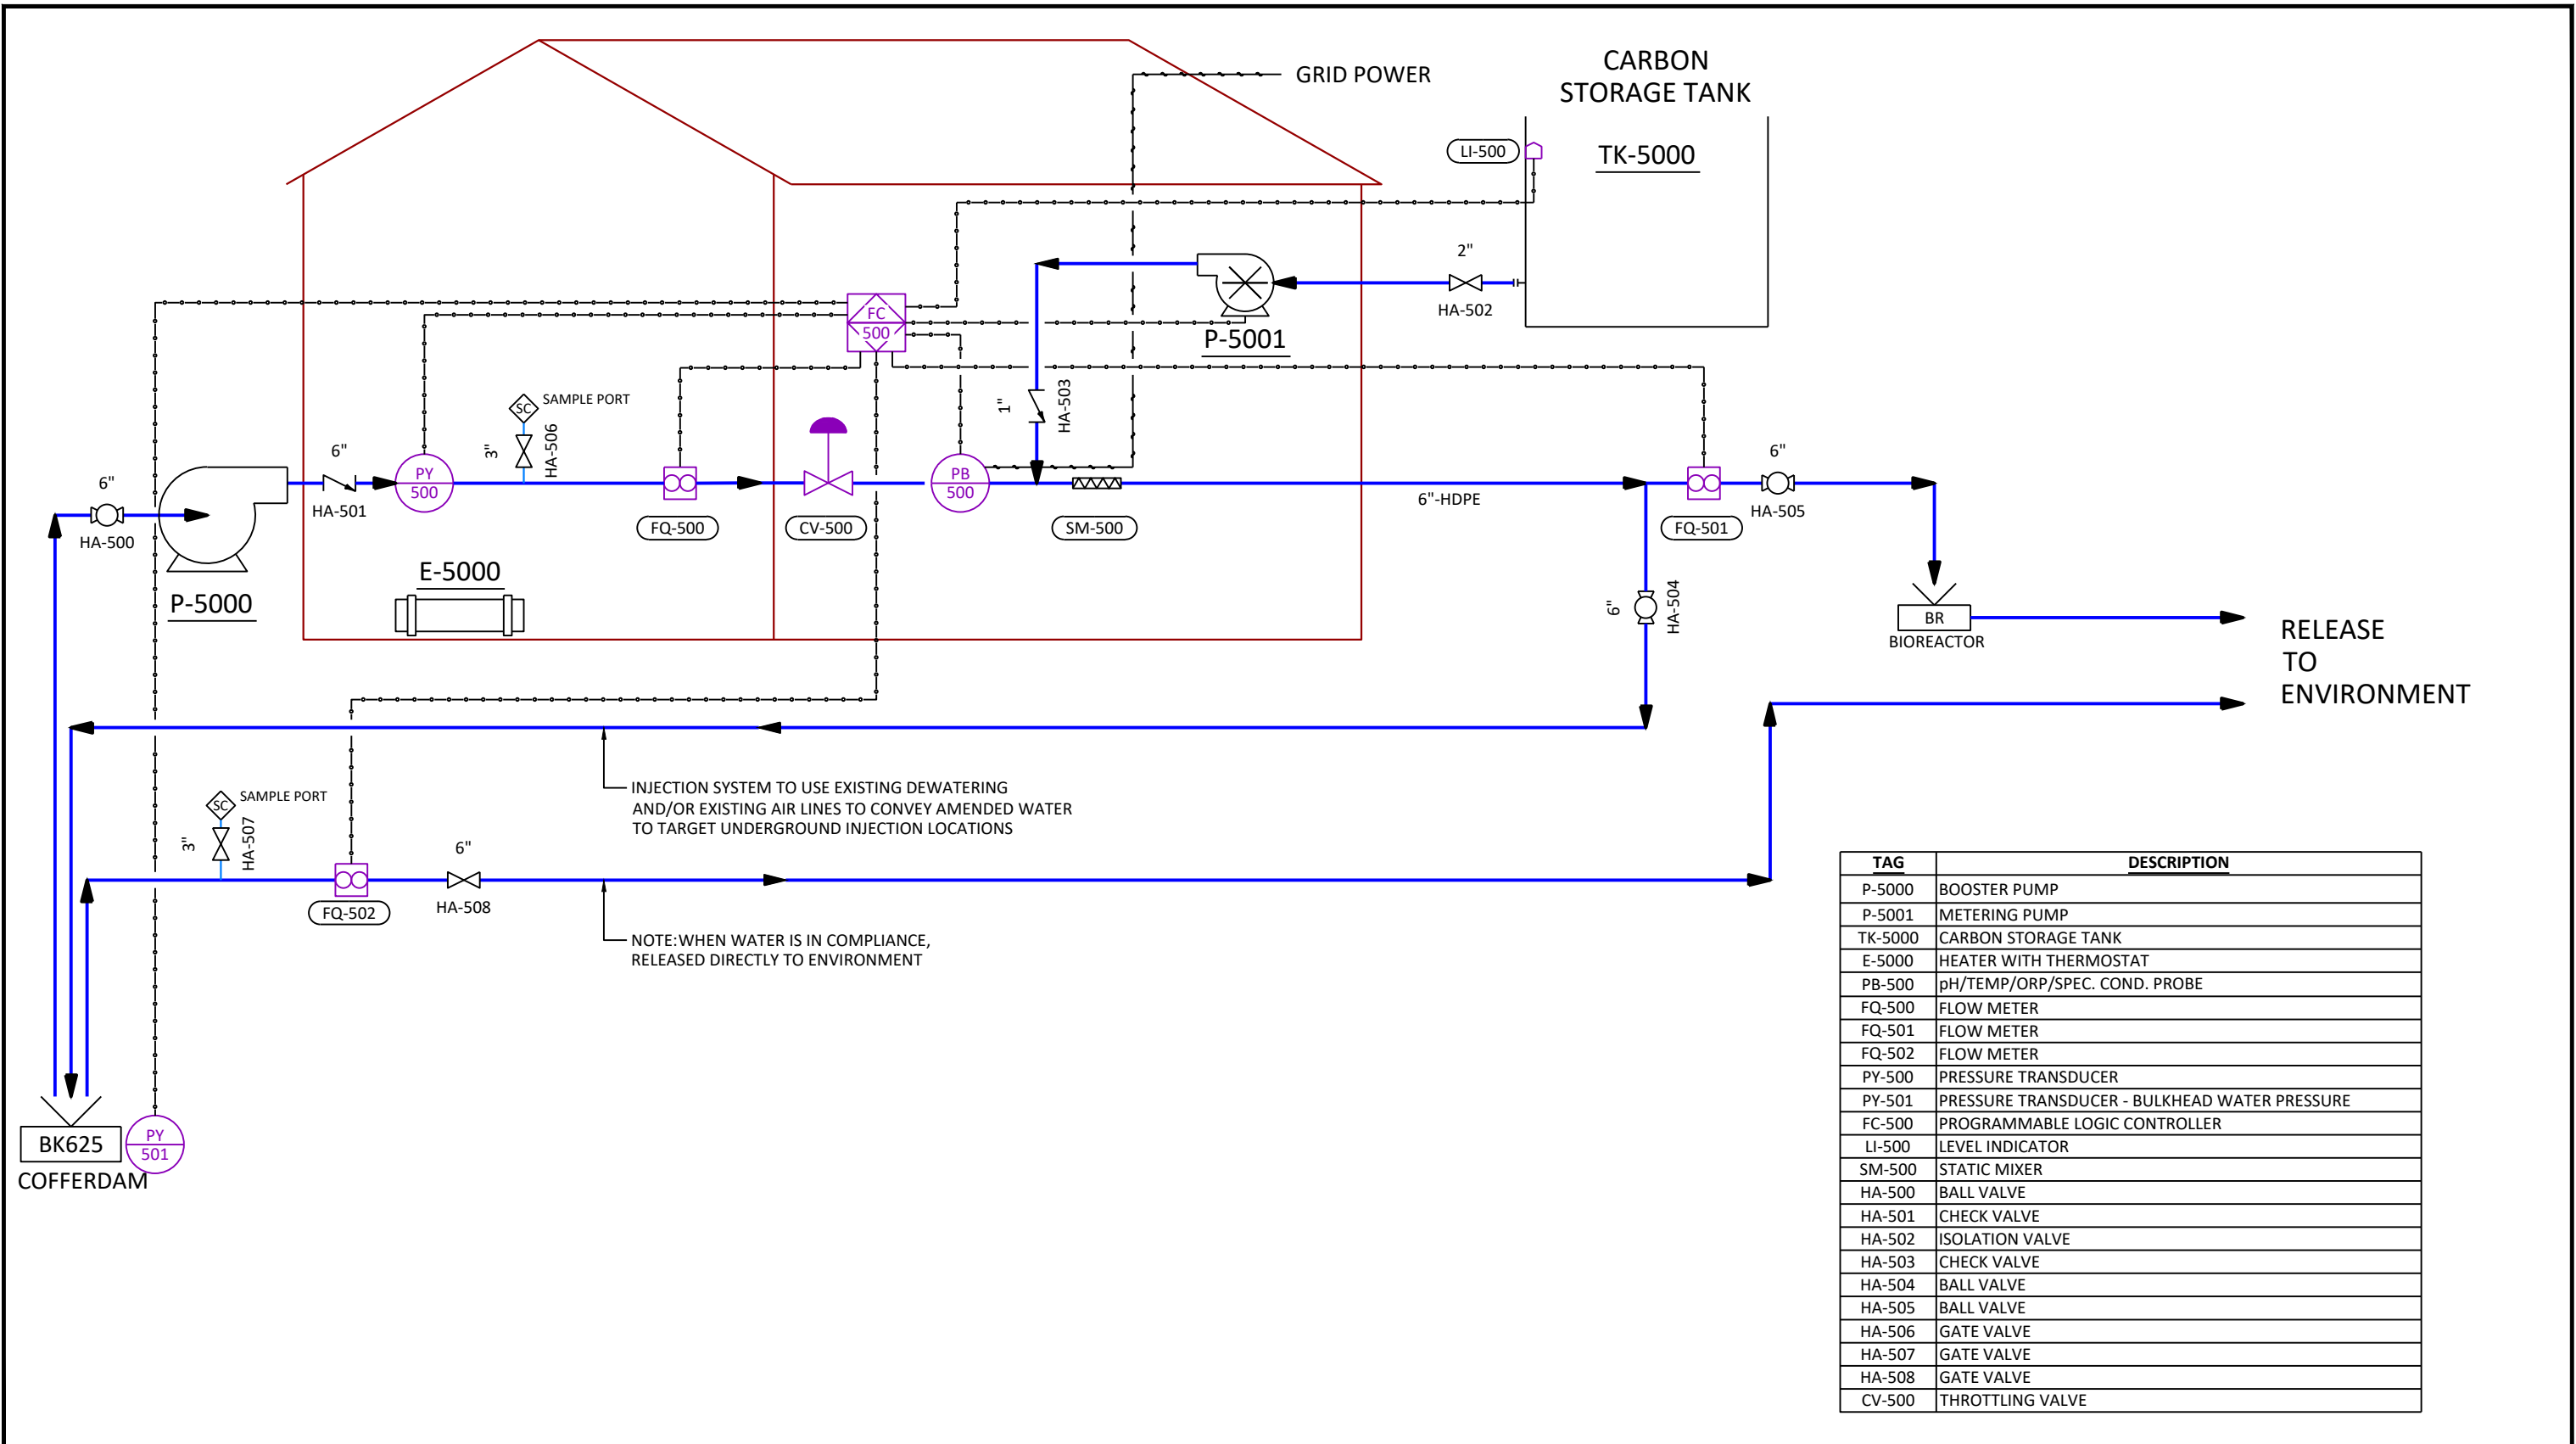 GRID POWER
CARBON
STORAGE TANK
LI-500
TK-5000
2"
HA-502
FC
500
P-5001
SC
SAMPLE PORT
3"
HA-506
1"
HA-503
6"
HA-500
6"
HA-501
PY
500
FQ-500
CV-500
PB
500
SM-500
6"-HDPE
6"
FQ-501
HA-505
P-5000
E-5000
6"
HA-504
BR
BIOREACTOR
RELEASE
TO
ENVIRONMENT
INJECTION SYSTEM TO USE EXISTING DEWATERING
AND/OR EXISTING AIR LINES TO CONVEY AMENDED WATER
TO TARGET UNDERGROUND INJECTION LOCATIONS
SC
SAMPLE PORT
3"
HA-507
FQ-502
6"
HA-508
NOTE:WHEN WATER IS IN COMPLIANCE,
RELEASED DIRECTLY TO ENVIRONMENT
BK625
COFFERDAM
PY
501
TAG DESCRIPTION
P-5000 BOOSTER PUMP
P-5001 METERING PUMP
TK-5000 CARBON STORAGE TANK
E-5000 HEATER WITH THERMOSTAT
PB-500 pH/TEMP/ORP/SPEC. COND. PROBE
FQ-500 FLOW METER
FQ-501 FLOW METER
FQ-502 FLOW METER
PY-500 PRESSURE TRANSDUCER
PY-501 PRESSURE TRANSDUCER - BULKHEAD WATER PRESSURE
FC-500 PROGRAMMABLE LOGIC CONTROLLER
LI-500 LEVEL INDICATOR
SM-500 STATIC MIXER
HA-500 BALL VALVE
HA-501 CHECK VALVE
HA-502 ISOLATION VALVE
HA-503 CHECK VALVE
HA-504 BALL VALVE
HA-505 BALL VALVE
HA-506 GATE VALVE
HA-507 GATE VALVE
HA-508 GATE VALVE
CV-500 THROTTLING VALVE